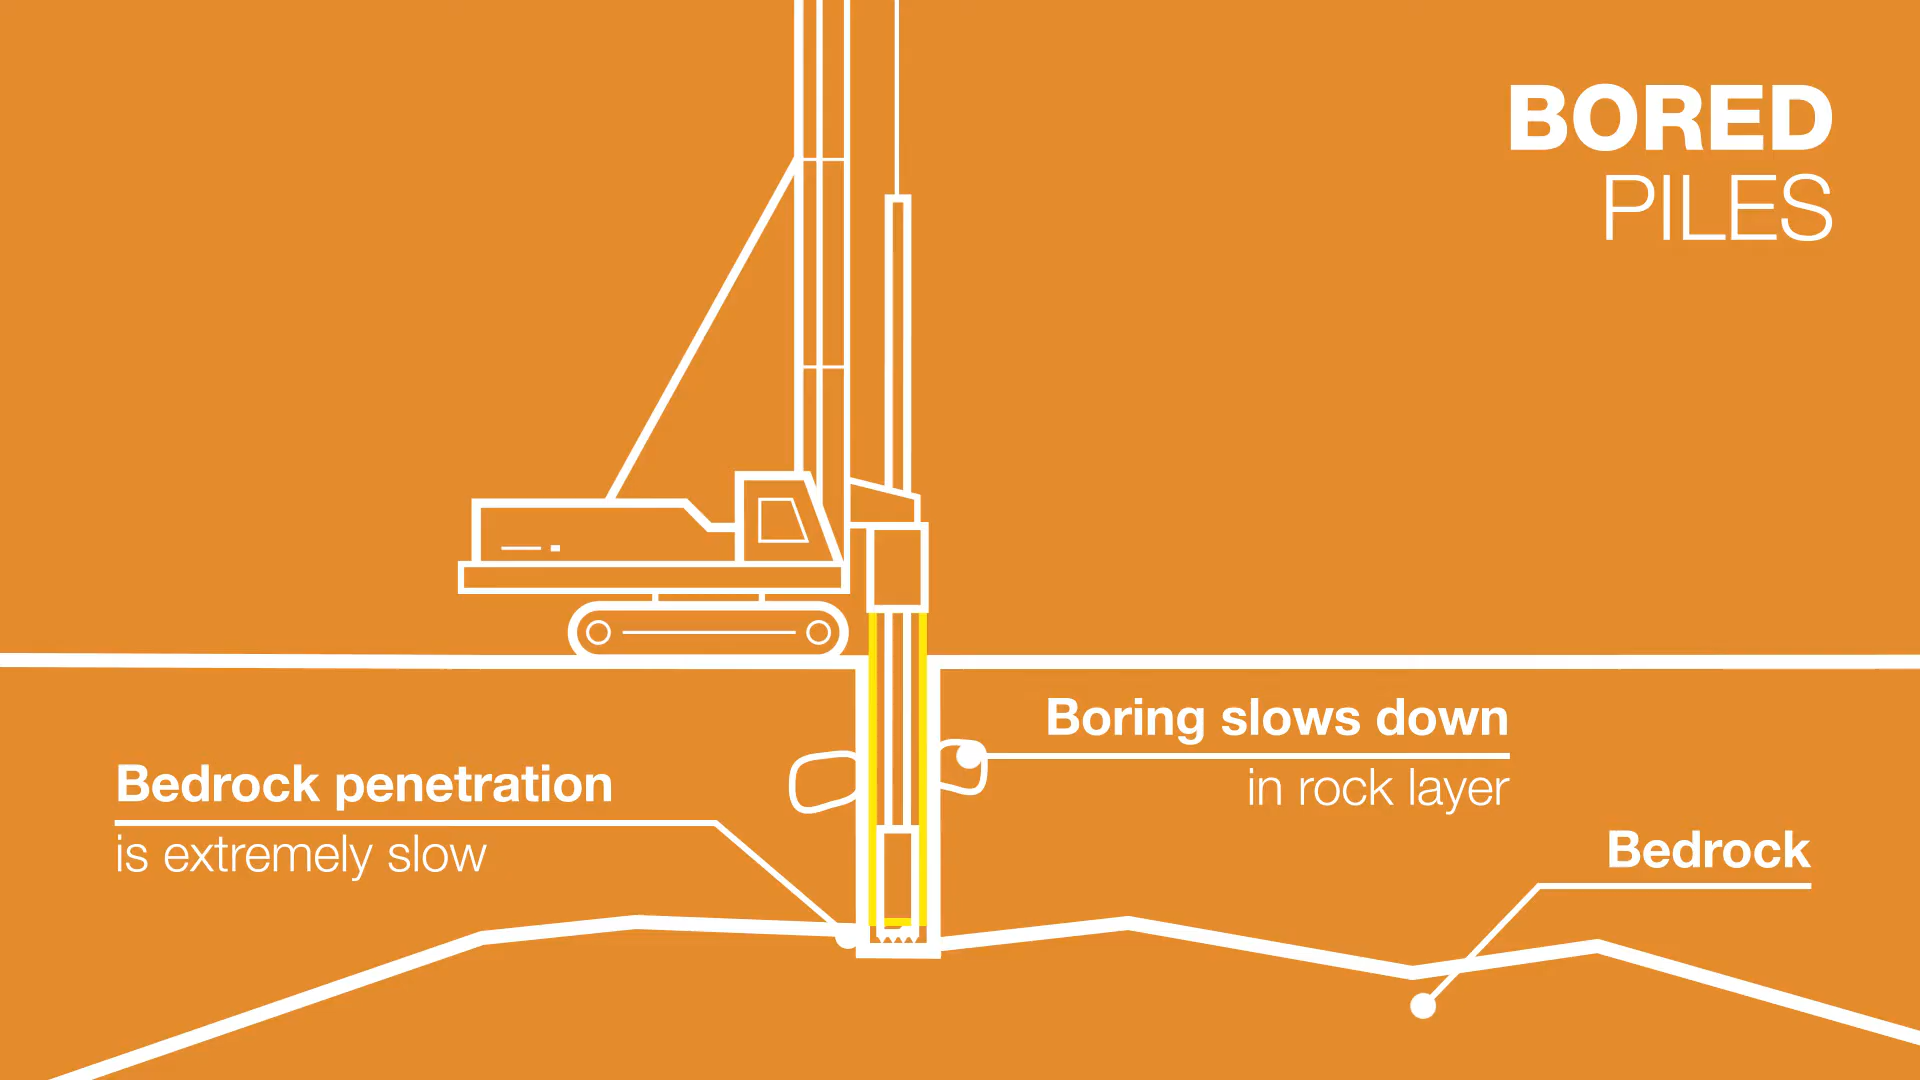 BORED
PILES
Boring slows down
in rock layer
Bedrock penetration
is extremely slow
Bedrock